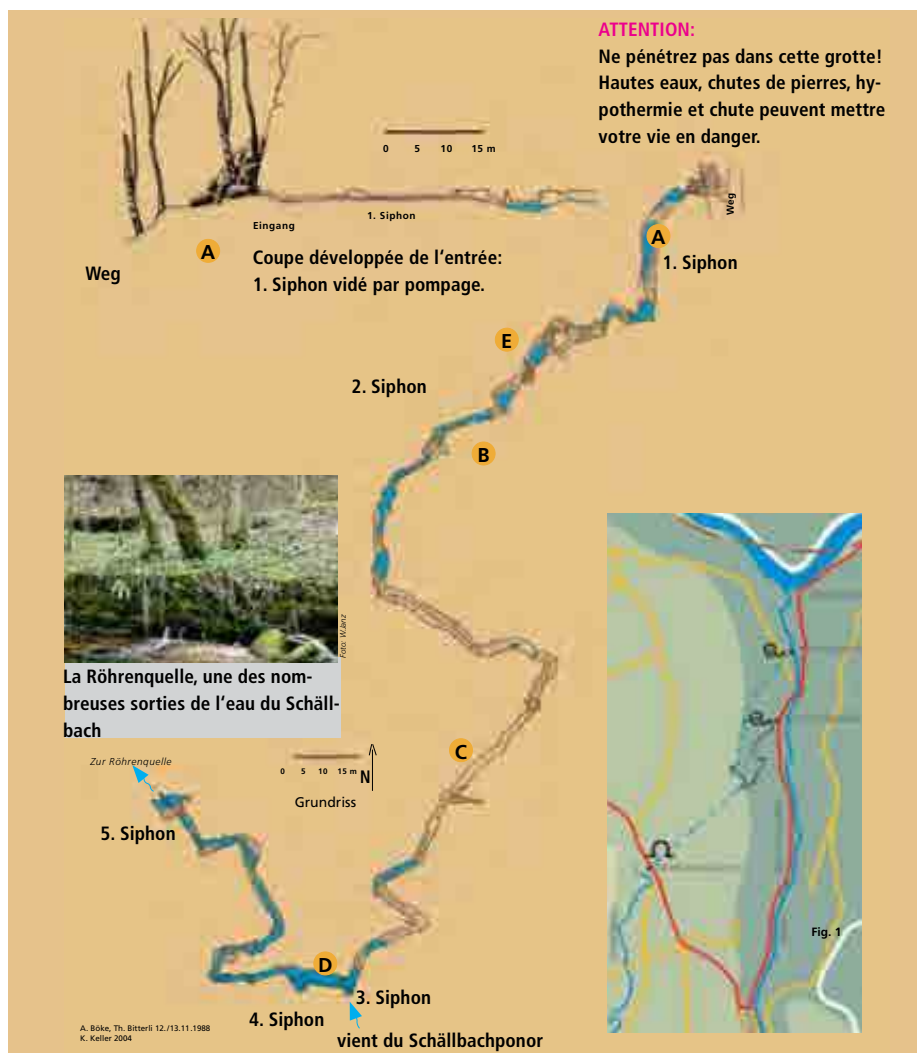 ATTENTION:
Ne pénétrez pas dans cette grotte!
Hautes eaux, chutes de pierres, hy-
pothermie et chute peuvent mettre
votre vie en danger.
0 5 10 15 m
Weg
1. Siphon
Eingang
A
A
Coupe développée de l'entrée:
1. Siphon vidé par pompage.
Weg
1. Siphon
E
2. Siphon
B
Foto: W.Janz
La Röhrenquelle, une des nom-
breuses sorties de l'eau du Schäll-
bach
C
Zur Röhrenquelle
0 5 10 15 m
N
Grundriss
5. Siphon
Fig. 1
D
3. Siphon
4. Siphon
vient du Schällbachponor
A. Böke, Th. Bitterli 12./13.11.1988
K. Keller 2004